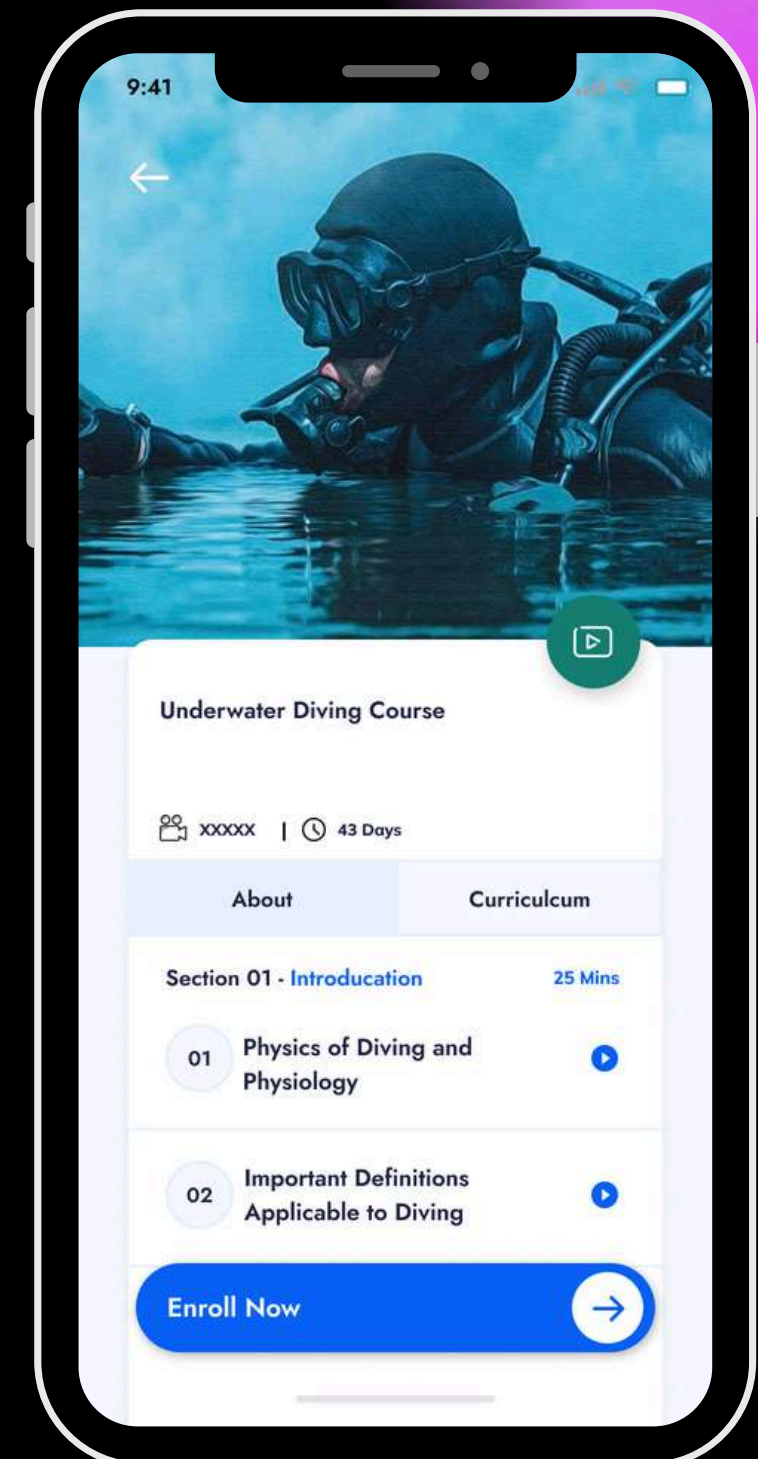 9:41
Underwater Diving Course
XXXXX | 43 Days
About Curriculcum
Section 01 - Introducation 25 Mins
01 Physics of Diving and
Physiology
02 Important Definitions
Applicable to Diving
Enroll Now